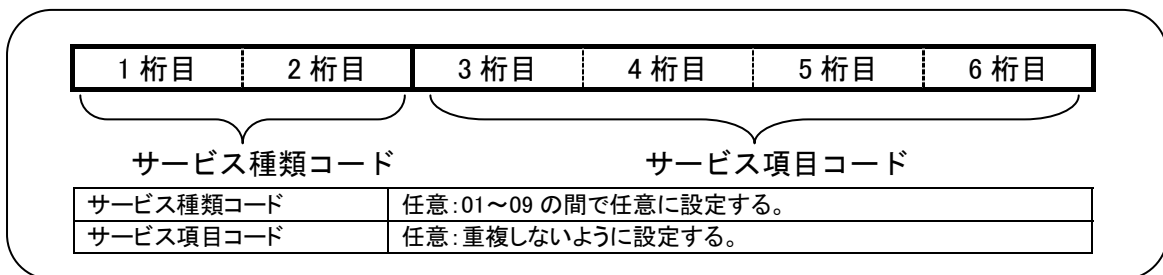 1 桁目 2 桁目 3 桁目 4 桁目 5 桁目 6 桁目
サービス種類コード サービス項目コード
サービス種類コード 任意:01~09 の間で任意に設定する。
サービス項目コード 任意:重複しないように設定する。